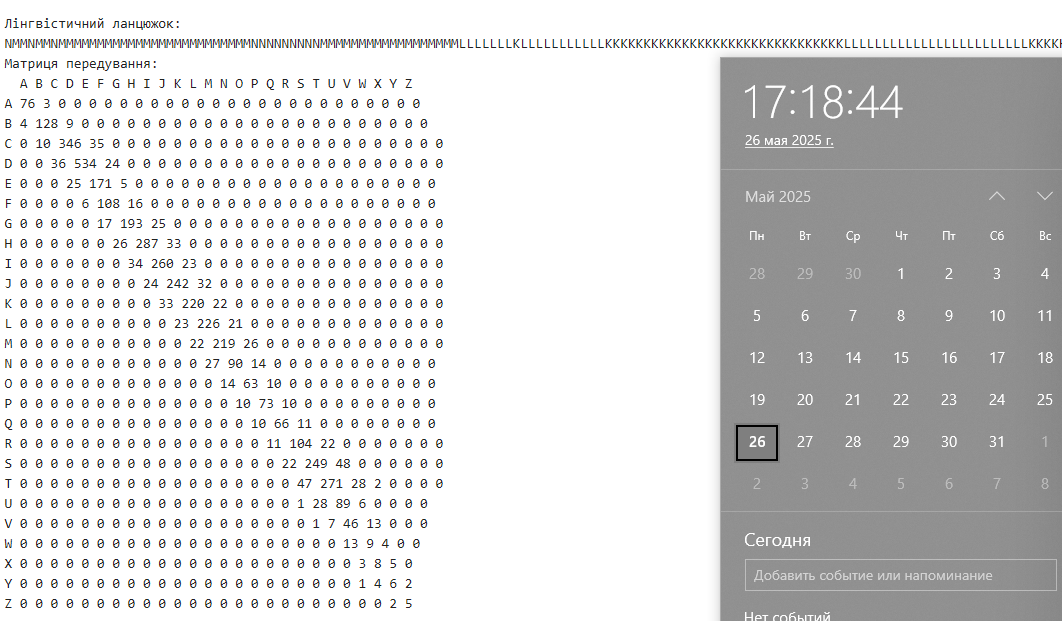 Лінгвістичний ланцюжок:
NMMNMMNMMMMMMMMMMMMMMMMMMMMMMMMMNNNNNNNNNMMMMMMMMMMMMMMMMMMLLLLLLLKLLLLLLLLLLLKKKKKKKKKKKKKKKKKKKKKKKKKKKKKKKLLLLLLLLLLLLLLLLLLLLLLLLKKKK
Матриця передування:
A B C D E F G H I J K L M N O P Q R S T U V W X Y Z
A 76 3 0 0 0 0 0 0 0 0 0 0 0 0 0 0 0 0 0 0 0 0 0 0 0 0
B 4 128 9 0 0 0 0 0 0 0 0 0 0 0 0 0 0 0 0 0 0 0 0 0 0 0
C 0 10 346 35 0 0 0 0 0 0 0 0 0 0 0 0 0 0 0 0 0 0 0 0 0 0
D 0 0 36 534 24 0 0 0 0 0 0 0 0 0 0 0 0 0 0 0 0 0 0 0 0 0
E 0 0 0 25 171 5 0 0 0 0 0 0 0 0 0 0 0 0 0 0 0 0 0 0 0 0
F 0 0 0 0 6 108 16 0 0 0 0 0 0 0 0 0 0 0 0 0 0 0 0 0 0 0
G 0 0 0 0 0 17 193 25 0 0 0 0 0 0 0 0 0 0 0 0 0 0 0 0 0 0
H 0 0 0 0 0 0 26 287 33 0 0 0 0 0 0 0 0 0 0 0 0 0 0 0 0 0
I 0 0 0 0 0 0 0 34 260 23 0 0 0 0 0 0 0 0 0 0 0 0 0 0 0 0
J 0 0 0 0 0 0 0 0 24 242 32 0 0 0 0 0 0 0 0 0 0 0 0 0 0 0
K 0 0 0 0 0 0 0 0 0 33 220 22 0 0 0 0 0 0 0 0 0 0 0 0 0 0
L 0 0 0 0 0 0 0 0 0 0 23 226 21 0 0 0 0 0 0 0 0 0 0 0 0 0
M 0 0 0 0 0 0 0 0 0 0 0 22 219 26 0 0 0 0 0 0 0 0 0 0 0 0
N 0 0 0 0 0 0 0 0 0 0 0 0 27 90 14 0 0 0 0 0 0 0 0 0 0 0
O 0 0 0 0 0 0 0 0 0 0 0 0 0 14 63 10 0 0 0 0 0 0 0 0 0 0
P 0 0 0 0 0 0 0 0 0 0 0 0 0 0 10 73 10 0 0 0 0 0 0 0 0 0
Q 0 0 0 0 0 0 0 0 0 0 0 0 0 0 0 10 66 11 0 0 0 0 0 0 0 0
R 0 0 0 0 0 0 0 0 0 0 0 0 0 0 0 0 11 104 22 0 0 0 0 0 0 0
S 0 0 0 0 0 0 0 0 0 0 0 0 0 0 0 0 0 22 249 48 0 0 0 0 0 0
T 0 0 0 0 0 0 0 0 0 0 0 0 0 0 0 0 0 0 47 271 28 2 0 0 0 0
U 0 0 0 0 0 0 0 0 0 0 0 0 0 0 0 0 0 0 1 28 89 6 0 0 0 0
V 0 0 0 0 0 0 0 0 0 0 0 0 0 0 0 0 0 0 0 1 7 46 13 0 0 0
W 0 0 0 0 0 0 0 0 0 0 0 0 0 0 0 0 0 0 0 0 0 13 9 4 0 0
X 0 0 0 0 0 0 0 0 0 0 0 0 0 0 0 0 0 0 0 0 0 0 3 8 5 0
Y 0 0 0 0 0 0 0 0 0 0 0 0 0 0 0 0 0 0 0 0 0 0 1 4 6 2
Z 0 0 0 0 0 0 0 0 0 0 0 0 0 0 0 0 0 0 0 0 0 0 0 0 2 5
17:18:44
26 мая 2025 г.
Май 2025
Пн Вт Ср Чт Пт Сб Вс
28 29 30 1 2 3 4
5 6 7 8 9 10 11
12 13 14 15 16 17 18
19 20 21 22 23 24 25
26 27 28 29 30 31 1
2 3 4 5 6 7 8
Сегодня
Добавить событие или напоминание
Нет событий